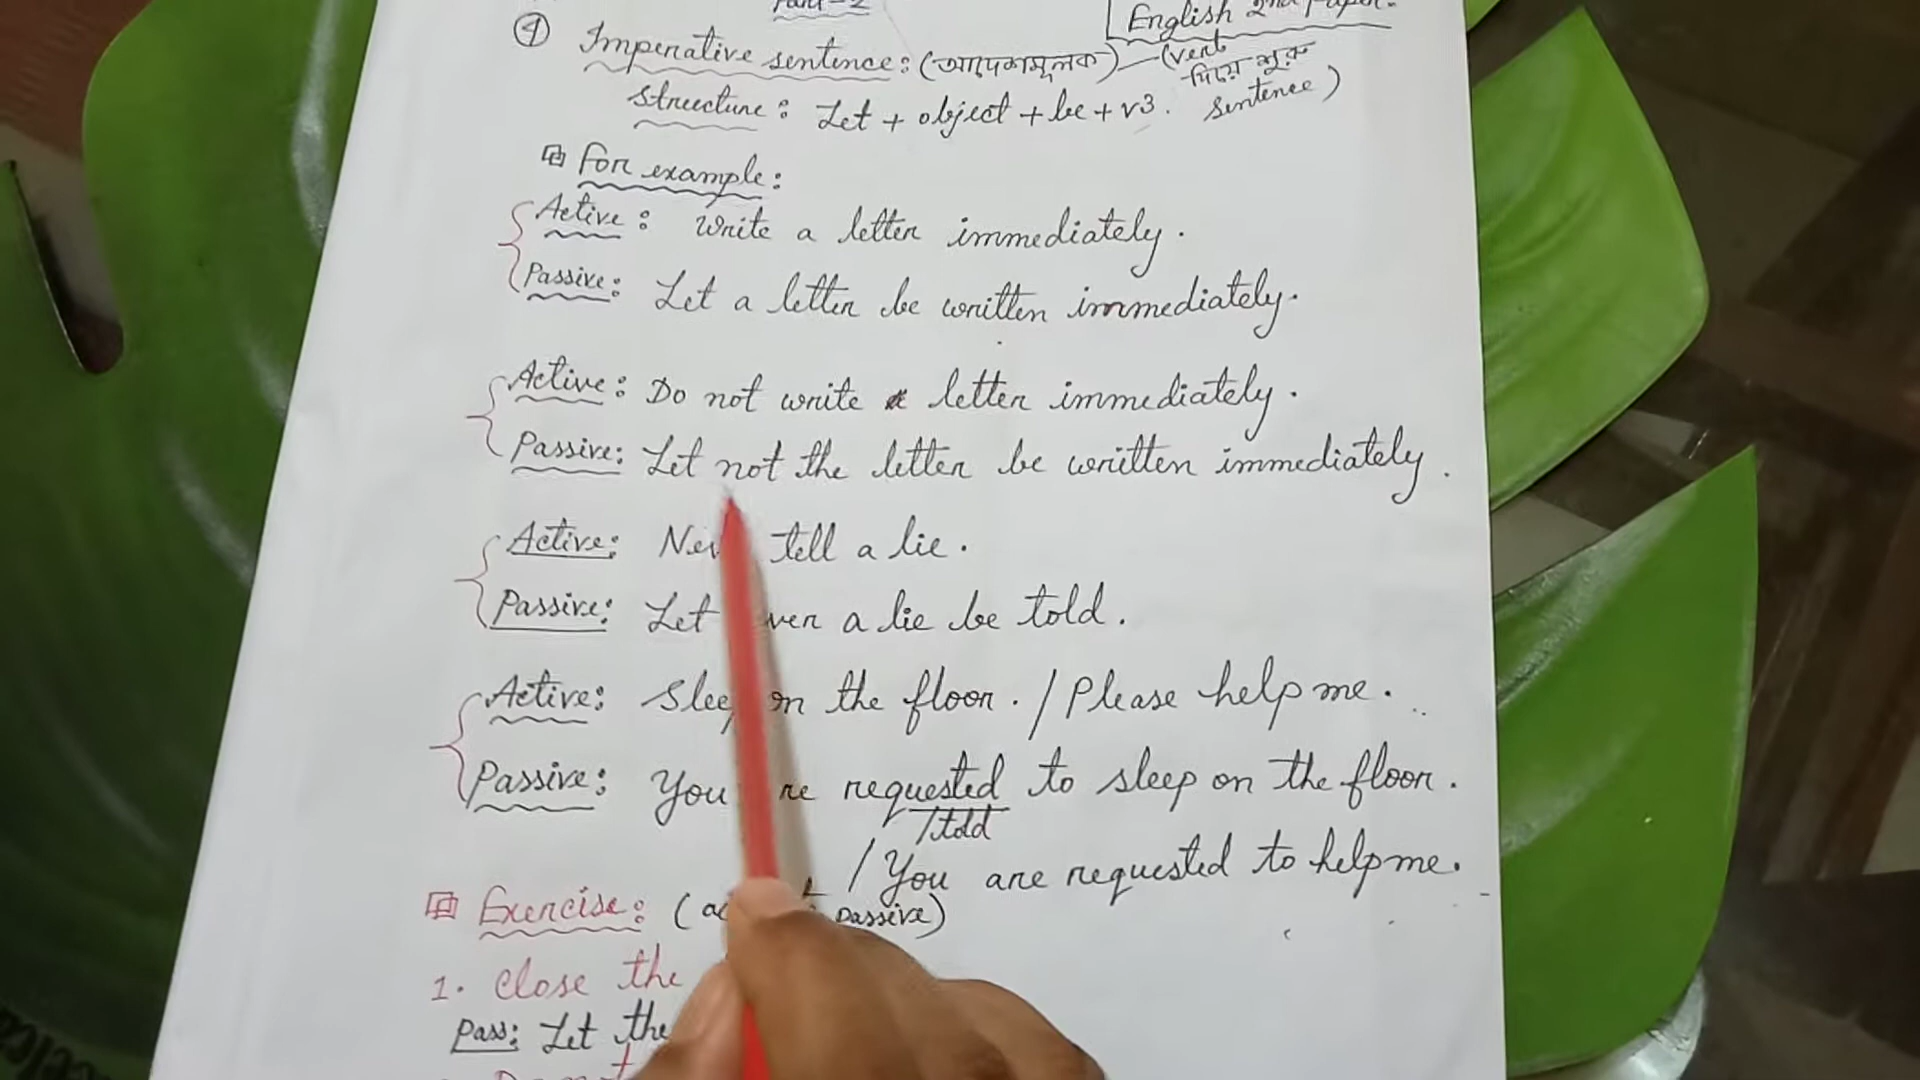 Part-2
English 2nd Paper.
④ Imperative sentence: (আদেশমূলক) — (verb দিয়ে শুরু sentence)
Structure: Let + object + be + v3.
For example:
Active: Write a letter immediately.
Passive: Let a letter be written immediately.
Active: Do not write letter immediately.
Passive: Let not the letter be written immediately.
Active: tell a lie.
Passive: Let a lie be told.
Active: on the floor. / Please help me.
Passive: You requested to sleep on the floor.
/told
/ You are requested to help me.
Exercise: ( passive)
1. Close the
Pass: Let the